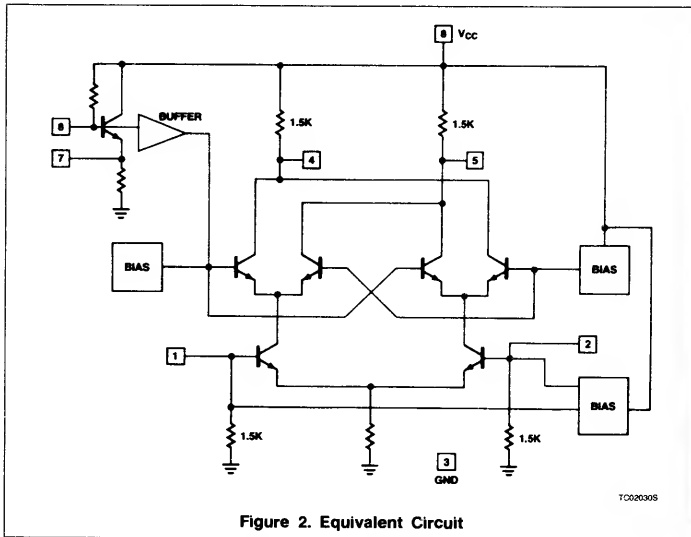 8 VCC
1.5K
1.5K
6
BUFFER
7
4
5
BIAS
BIAS
1
2
BIAS
1.5K
1.5K
3
GND
TC02030S
Figure 2. Equivalent Circuit